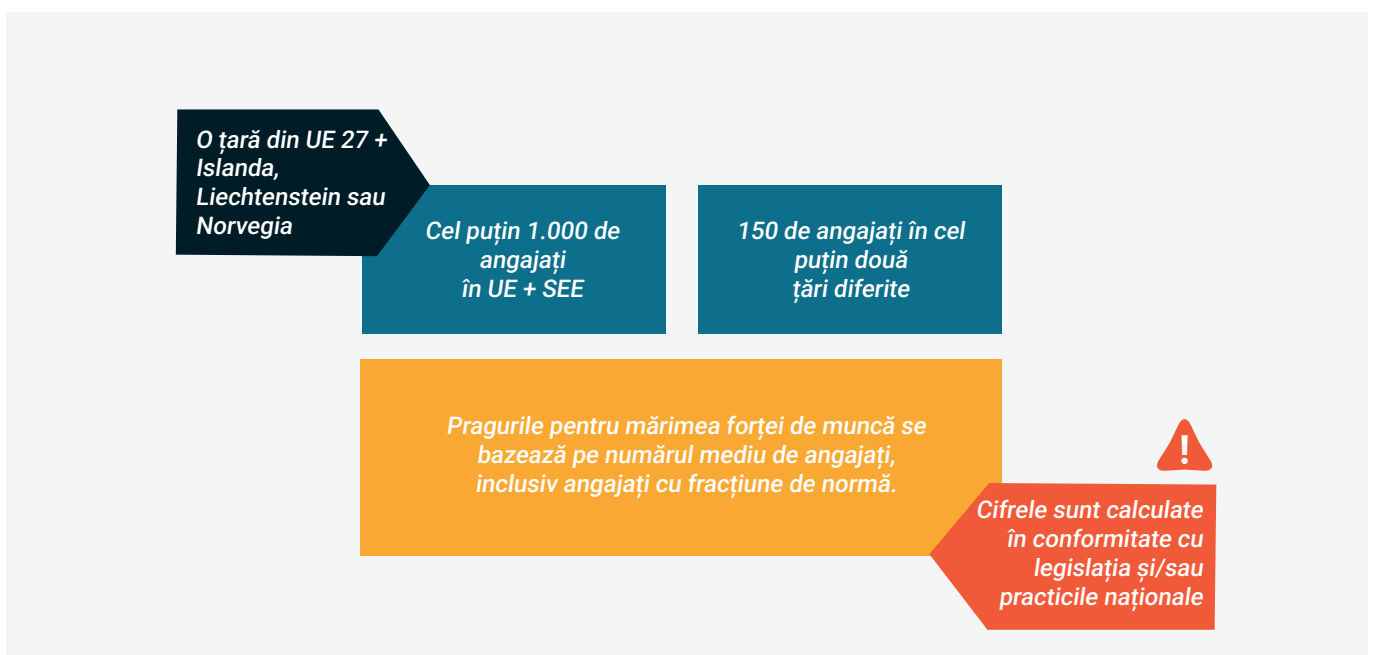 O țară din UE 27 +
Islanda,
Liechtenstein sau
Norvegia
Cel puțin 1.000 de
angajați
în UE + SEE
150 de angajați în cel
puțin două
țări diferite
Pragurile pentru mărimea forței de muncă se
bazează pe numărul mediu de angajați,
inclusiv angajați cu fracțiune de normă.
Cifrele sunt calculate
în conformitate cu
legislația și/sau
practicile naționale